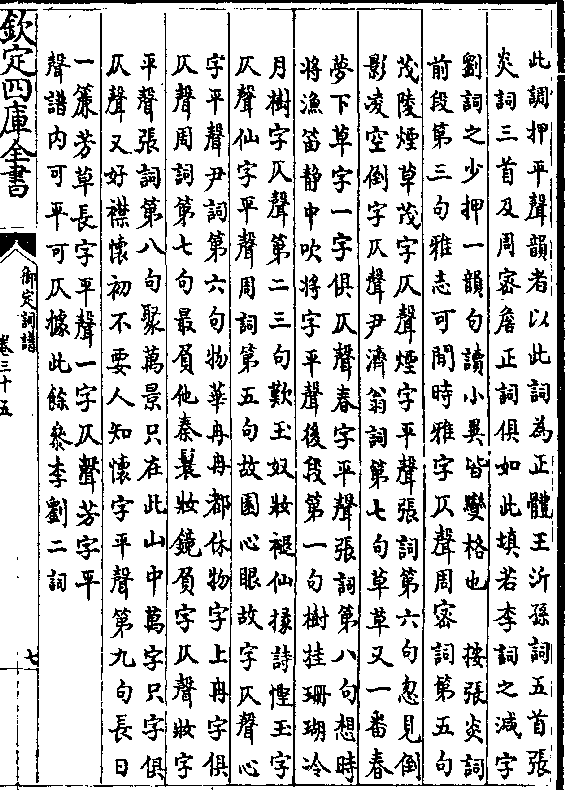 此調押平聲韻者以此詞為正體王沂孫詞五首張
炎詞三首及周密詹正詞俱如此填若李詞之減字
劉詞之少押一韻句讀小異皆變格也　按張炎詞
前段第三句雅志可閒時雅字仄聲周密詞第五句
茂陵煙草茂字仄聲煙字平聲張詞第六句忽見倒
影凌空倒字仄聲尹濟翁詞第七句草草又一番春
夢下草字一字俱仄聲春字平聲張詞第八句想時
將漁笛静中吹將字平聲後段第一句樹挂珊瑚冷
月樹字仄聲第二三句歎玉奴妝褪仙掾詩慳玉字
仄聲仙字平聲周詞第五句故園心眼故字仄聲心
字平聲尹詞第六句物華冉冉都休物字上冉字俱
仄聲周詞第七句最負他秦鬟妝鏡負字仄聲妝字
平聲張詞第八句聚萬景只在此山中萬字只字俱
仄聲又好襟懷初不要人知懷字平聲第九句長日
一簾芳草長字平聲一字仄聲芳字平
聲譜内可平可仄據此餘參李劉二詞
欽定四庫全書
御定詞譜
卷三十五
七